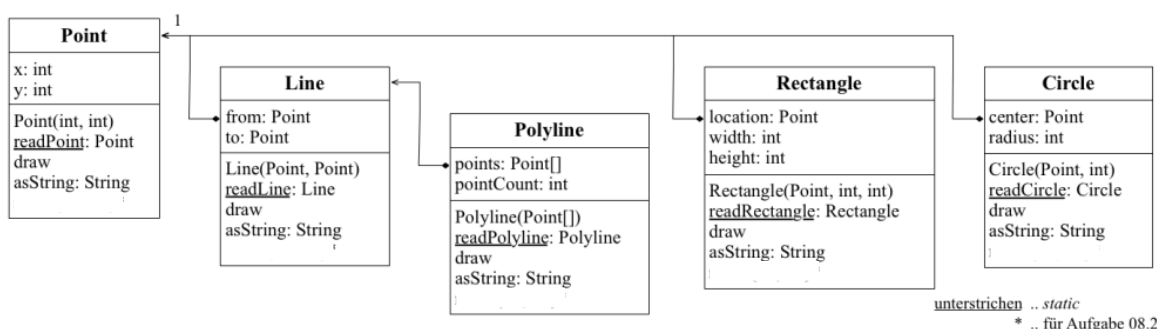 1
Point
x: int
y: int
Point(int, int)
readPoint: Point
draw
asString: String
Line
from: Point
to: Point
Line(Point, Point)
readLine: Line
draw
asString: String
Polyline
points: Point[]
pointCount: int
Polyline(Point[])
readPolyline: Polyline
draw
asString: String
Rectangle
location: Point
width: int
height: int
Rectangle(Point, int, int)
readRectangle: Rectangle
draw
asString: String
Circle
center: Point
radius: int
Circle(Point, int)
readCircle: Circle
draw
asString: String
unterstrichen .. static
* .. für Aufgabe 08.2